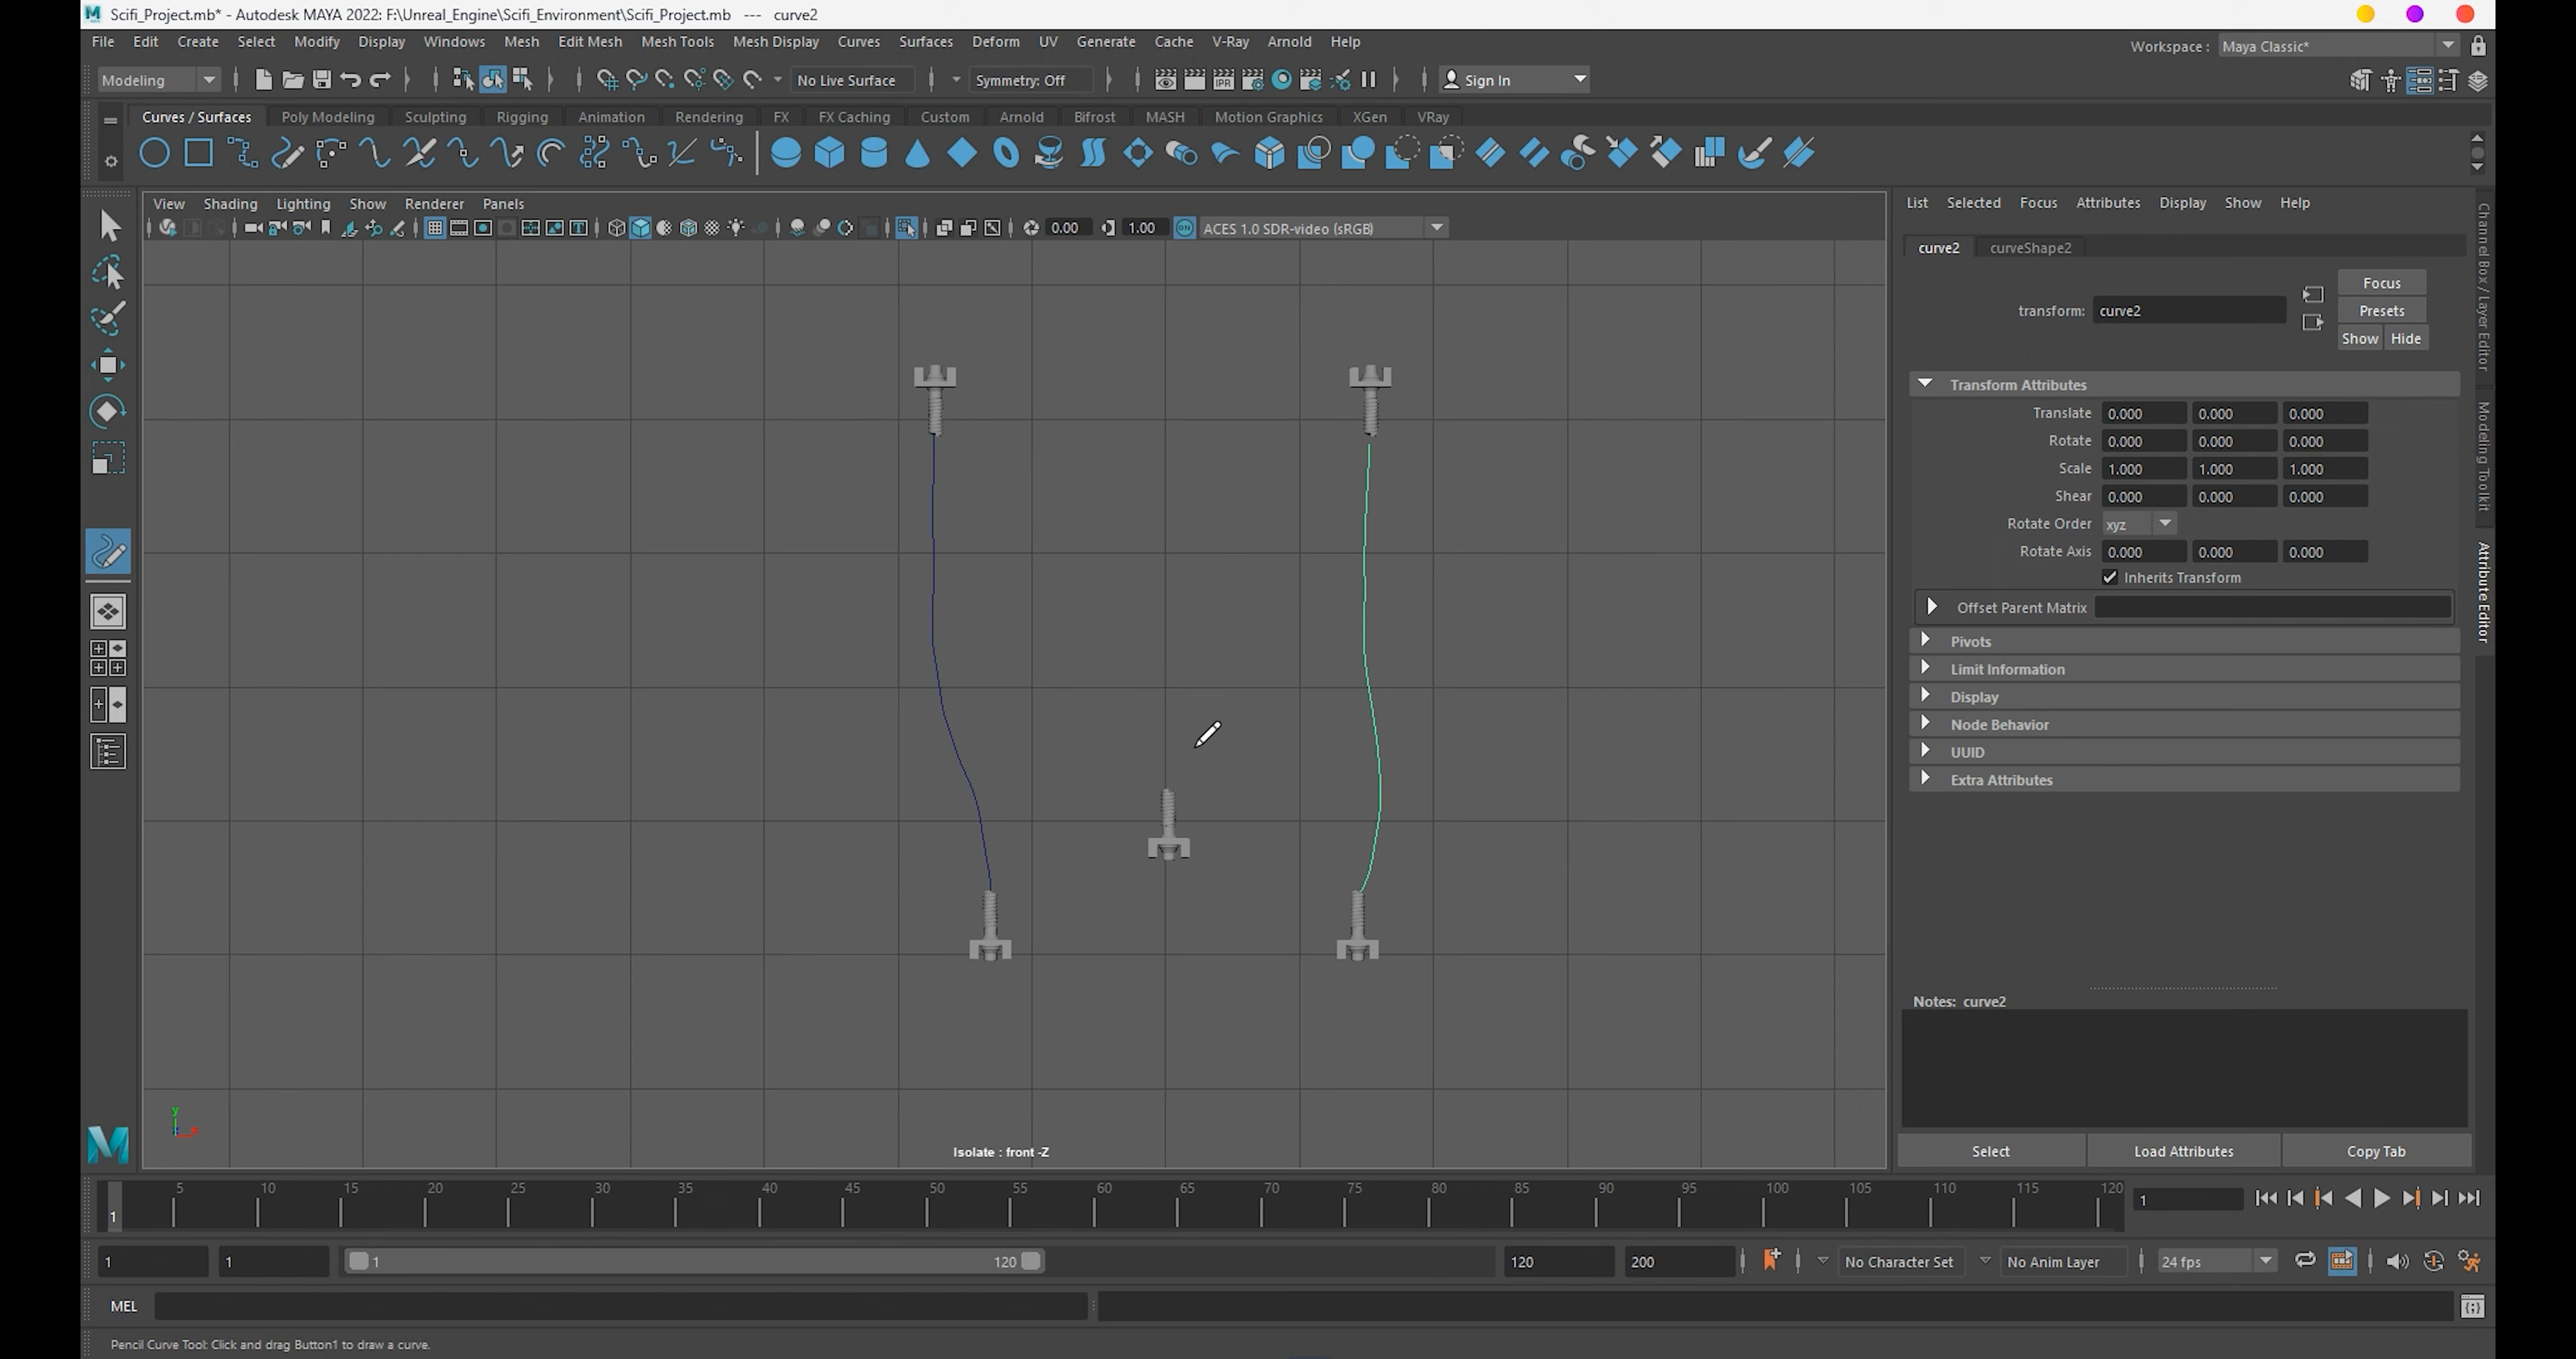 Scifi_Project.mb* - Autodesk MAYA 2022: F:\Unreal_Engine\Scifi_Environment\Scifi_Project.mb --- curve2
File Edit Create Select Modify Display Windows Mesh Edit Mesh Mesh Tools Mesh Display Curves Surfaces Deform UV Generate Cache V-Ray Arnold Help
Workspace : Maya Classic*
Modeling No Live Surface Symmetry: Off IPR Sign In
Curves / Surfaces Poly Modeling Sculpting Rigging Animation Rendering FX FX Caching Custom Arnold Bifrost MASH Motion Graphics XGen VRay
View Shading Lighting Show Renderer Panels
0.00 1.00 ON ACES 1.0 SDR-video (sRGB)
List Selected Focus Attributes Display Show Help
curve2 curveShape2
Focus
transform: curve2 Presets
Show Hide
Transform Attributes
Translate 0.000 0.000 0.000
Rotate 0.000 0.000 0.000
Scale 1.000 1.000 1.000
Shear 0.000 0.000 0.000
Rotate Order xyz
Rotate Axis 0.000 0.000 0.000
Inherits Transform
Offset Parent Matrix
Pivots
Limit Information
Display
Node Behavior
UUID
Extra Attributes
Notes: curve2
Select Load Attributes Copy Tab
Channel Box / Layer Editor
Modeling Toolkit
Attribute Editor
y
Isolate : front -Z
M
5 10 15 20 25 30 35 40 45 50 55 60 65 70 75 80 85 90 95 100 105 110 115 120
1 1
1 1 1 120 120 200 No Character Set No Anim Layer 24 fps
MEL
Pencil Curve Tool: Click and drag Button1 to draw a curve.